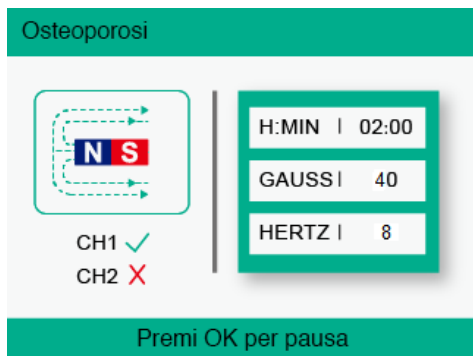 Osteoporosi
N S
CH1 ✓
CH2 X
H:MIN | 02:00
GAUSS | 40
HERTZ | 8
Premi OK per pausa